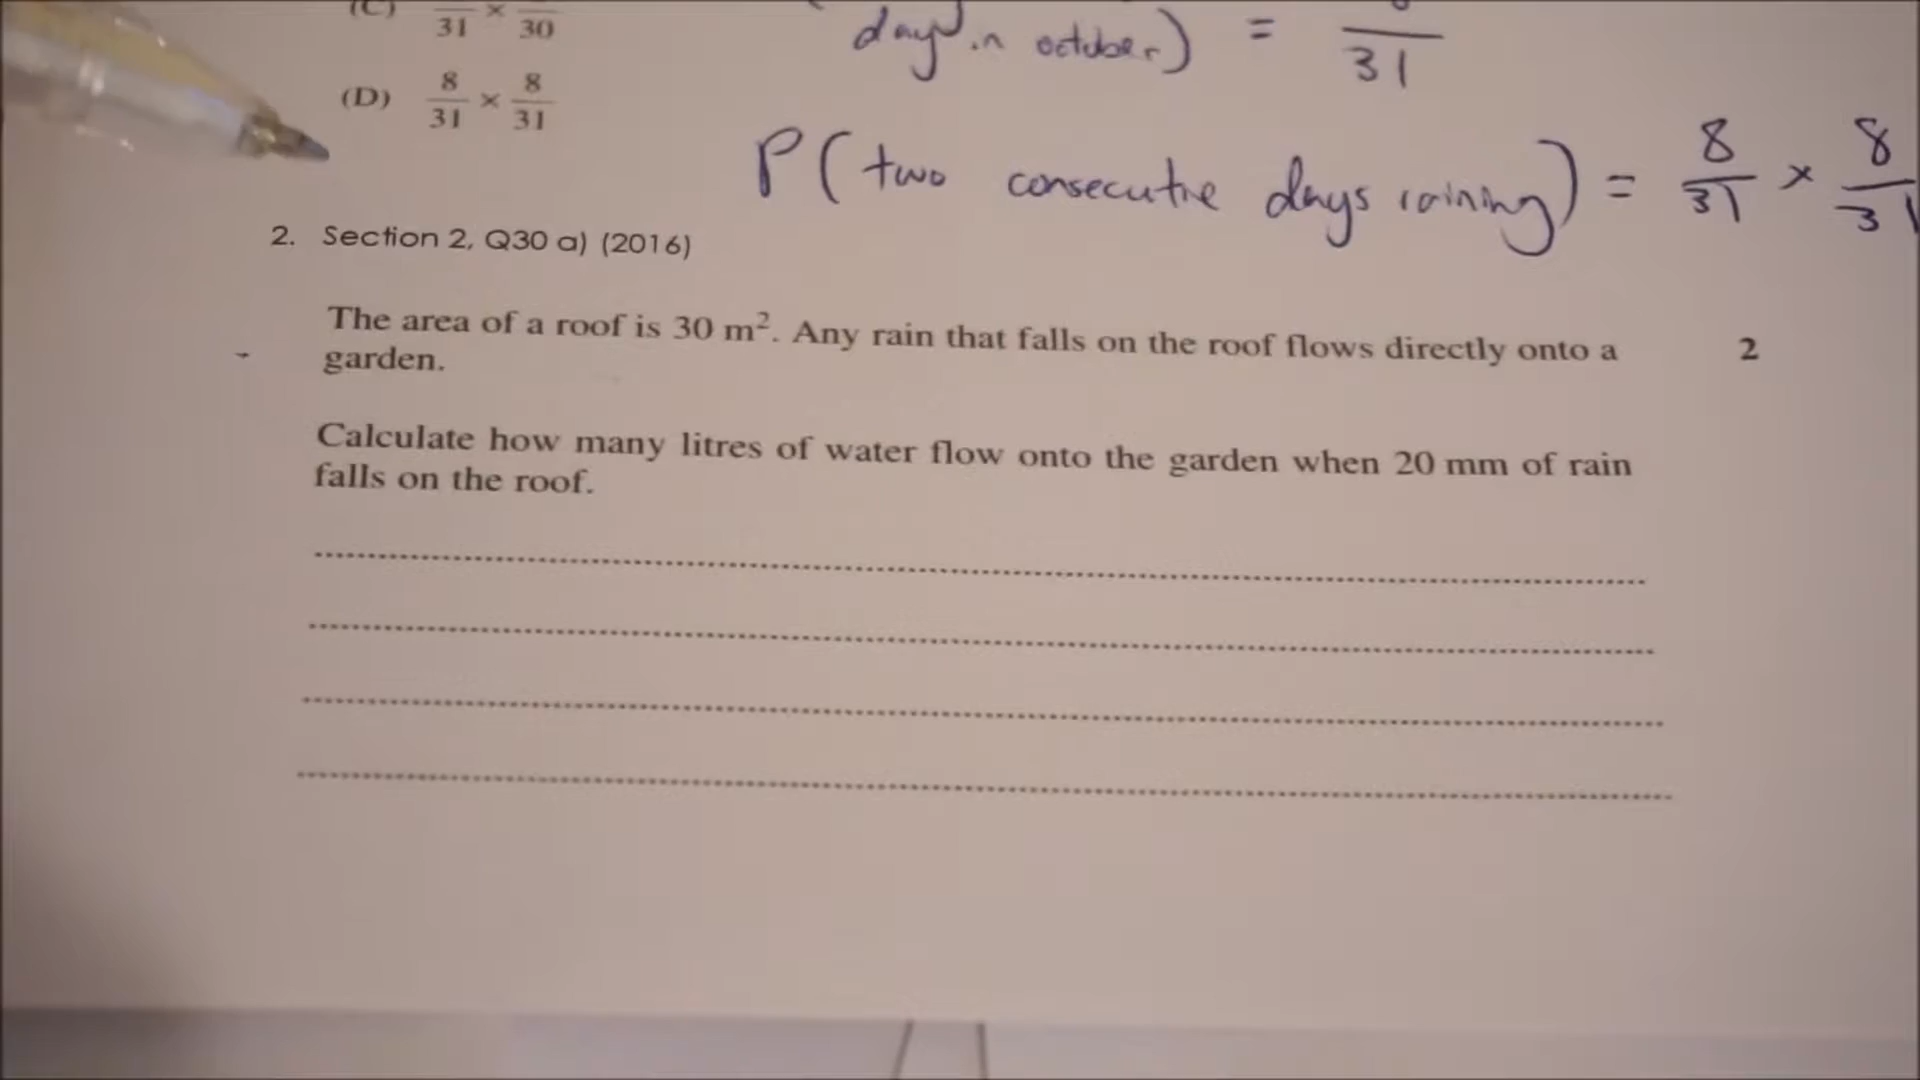 (C) 31 × 30
days in october) = 31
(D) 8/31 × 8/31
P(two consecutive days raining) = 8/31 × 8/31
2. Section 2, Q30 a) (2016)
The area of a roof is 30 m². Any rain that falls on the roof flows directly onto a 2
garden.
Calculate how many litres of water flow onto the garden when 20 mm of rain
falls on the roof.